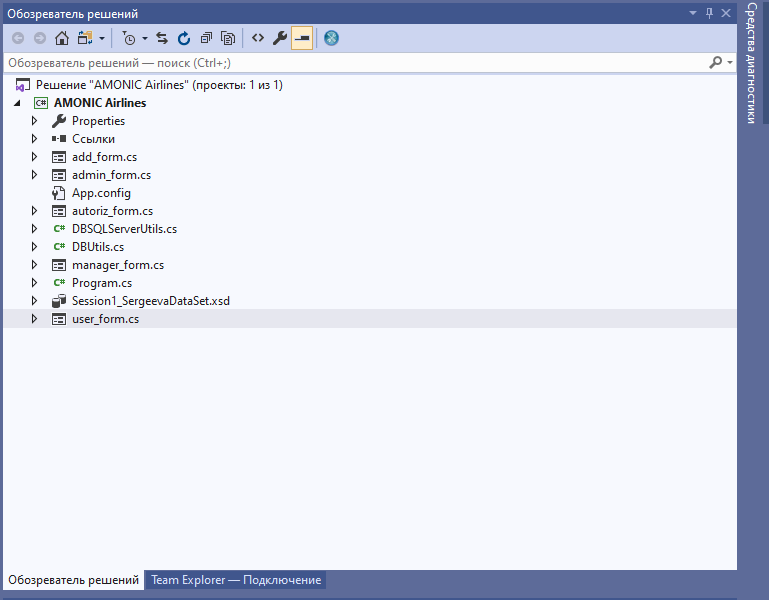 Обозреватель решений
Обозреватель решений — поиск (Ctrl+;)
Решение "AMONIC Airlines" (проекты: 1 из 1)
C# AMONIC Airlines
Properties
Ссылки
add_form.cs
admin_form.cs
App.config
autoriz_form.cs
C# DBSQLServerUtils.cs
C# DBUtils.cs
manager_form.cs
C# Program.cs
Session1_SergeevaDataSet.xsd
user_form.cs
Обозреватель решений
Team Explorer — Подключение
Средства диагностики